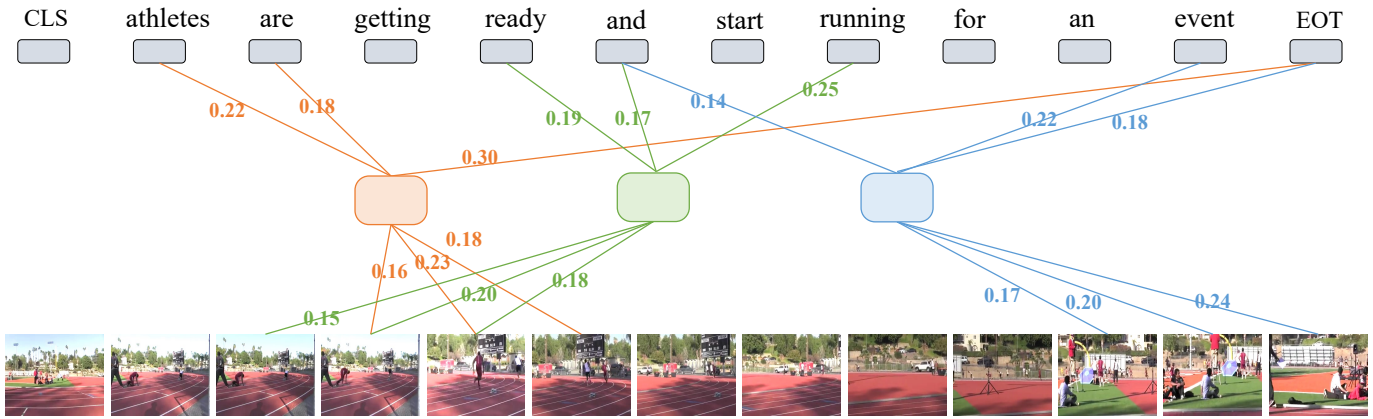 CLS athletes are getting ready and start running for an event EOT
0.22 0.18 0.19 0.17 0.14 0.25 0.22 0.18
0.30
0.16 0.23 0.18 0.18 0.17 0.20 0.24
0.15 0.20